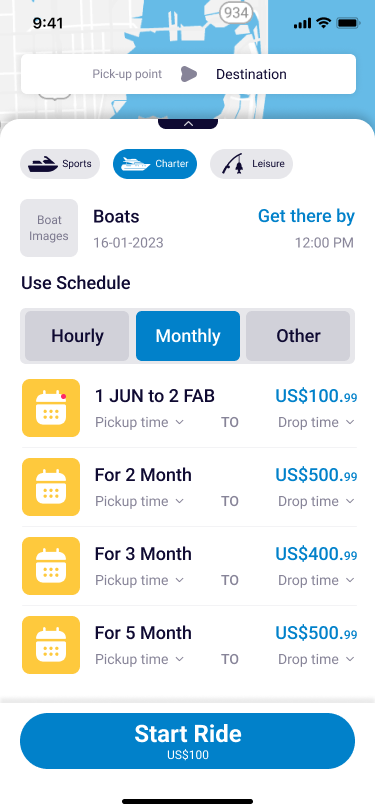 9:41
934
Pick-up point Destination
Sports Charter Leisure
Boat
Images
Boats Get there by
16-01-2023 12:00 PM
Use Schedule
Hourly Monthly Other
1 JUN to 2 FAB US$100.99
Pickup time TO Drop time
For 2 Month US$500.99
Pickup time TO Drop time
For 3 Month US$400.99
Pickup time TO Drop time
For 5 Month US$500.99
Pickup time TO Drop time
Start Ride
US$100